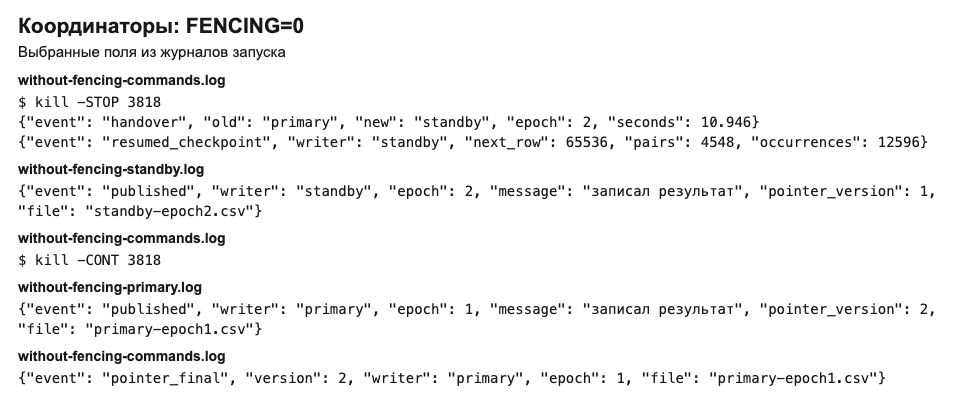 Координаторы: FENCING=0
Выбранные поля из журналов запуска
without-fencing-commands.log
$ kill -STOP 3818
{"event": "handover", "old": "primary", "new": "standby", "epoch": 2, "seconds": 10.946}
{"event": "resumed_checkpoint", "writer": "standby", "next_row": 65536, "pairs": 4548, "occurrences": 12596}
without-fencing-standby.log
{"event": "published", "writer": "standby", "epoch": 2, "message": "записал результат", "pointer_version": 1,
"file": "standby-epoch2.csv"}
without-fencing-commands.log
$ kill -CONT 3818
without-fencing-primary.log
{"event": "published", "writer": "primary", "epoch": 1, "message": "записал результат", "pointer_version": 2,
"file": "primary-epoch1.csv"}
without-fencing-commands.log
{"event": "pointer_final", "version": 2, "writer": "primary", "epoch": 1, "file": "primary-epoch1.csv"}